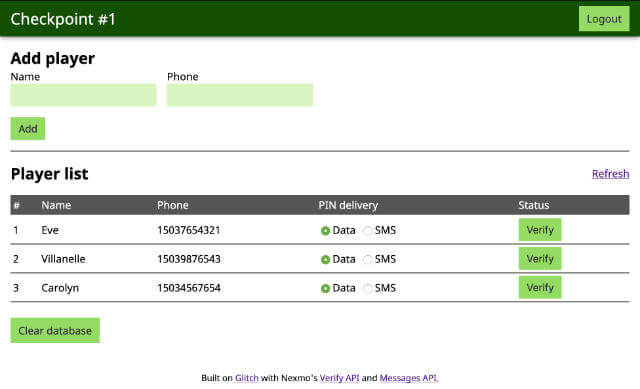 Checkpoint #1 Logout
Add player
Name Phone
Add
Player list Refresh
# Name Phone PIN delivery Status
1 Eve 15037654321 Data SMS Verify
2 Villanelle 15039876543 Data SMS Verify
3 Carolyn 15034567654 Data SMS Verify
Clear database
Built on Glitch with Nexmo's Verify API and Messages API.